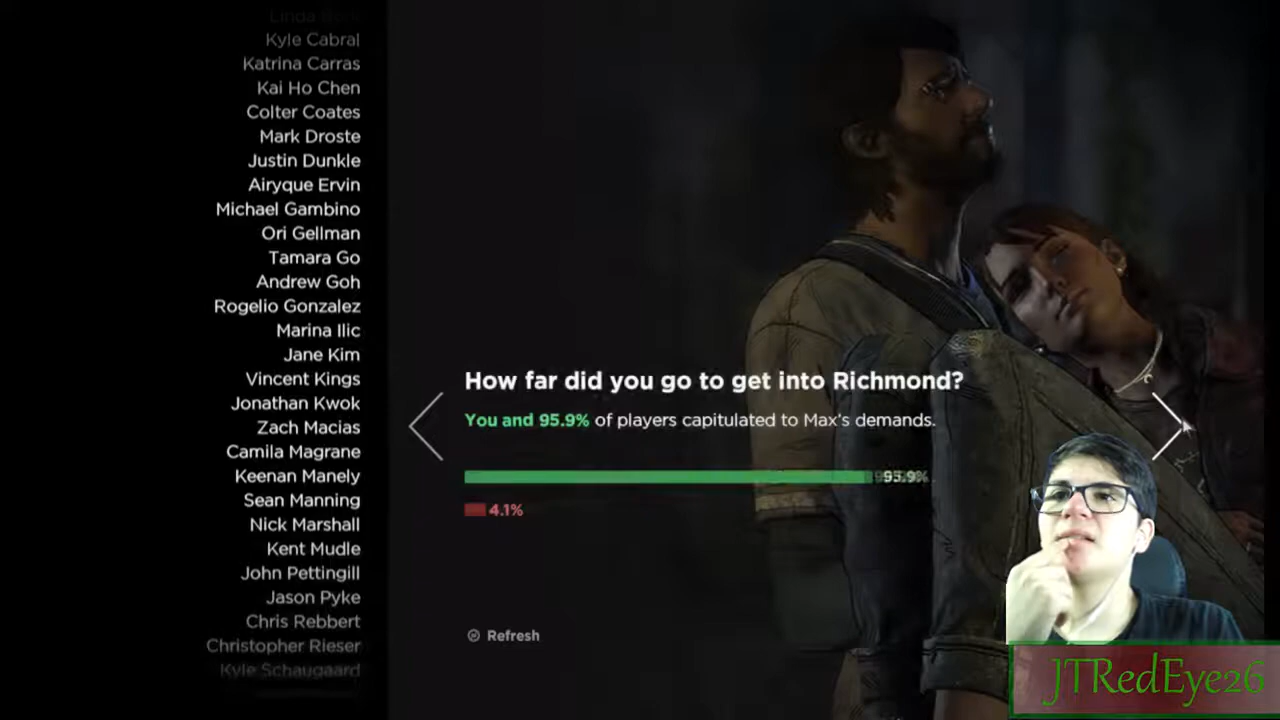 Kyle Cabral
Katrina Carras
Kai Ho Chen
Colter Coates
Mark Droste
Justin Dunkle
Airyque Ervin
Michael Gambino
Ori Gellman
Tamara Go
Andrew Goh
Rogelio Gonzalez
Marina Ilic
Jane Kim
Vincent Kings
Jonathan Kwok
Zach Macias
Camila Magrane
Keenan Manely
Sean Manning
Nick Marshall
Kent Mudle
John Pettingill
Jason Pyke
Chris Rebbert
Christopher Rieser
Kyle Schaugaard
How far did you go to get into Richmond?
You and 95.9% of players capitulated to Max's demands.
95.9%
4.1%
Refresh
JTRedEye26